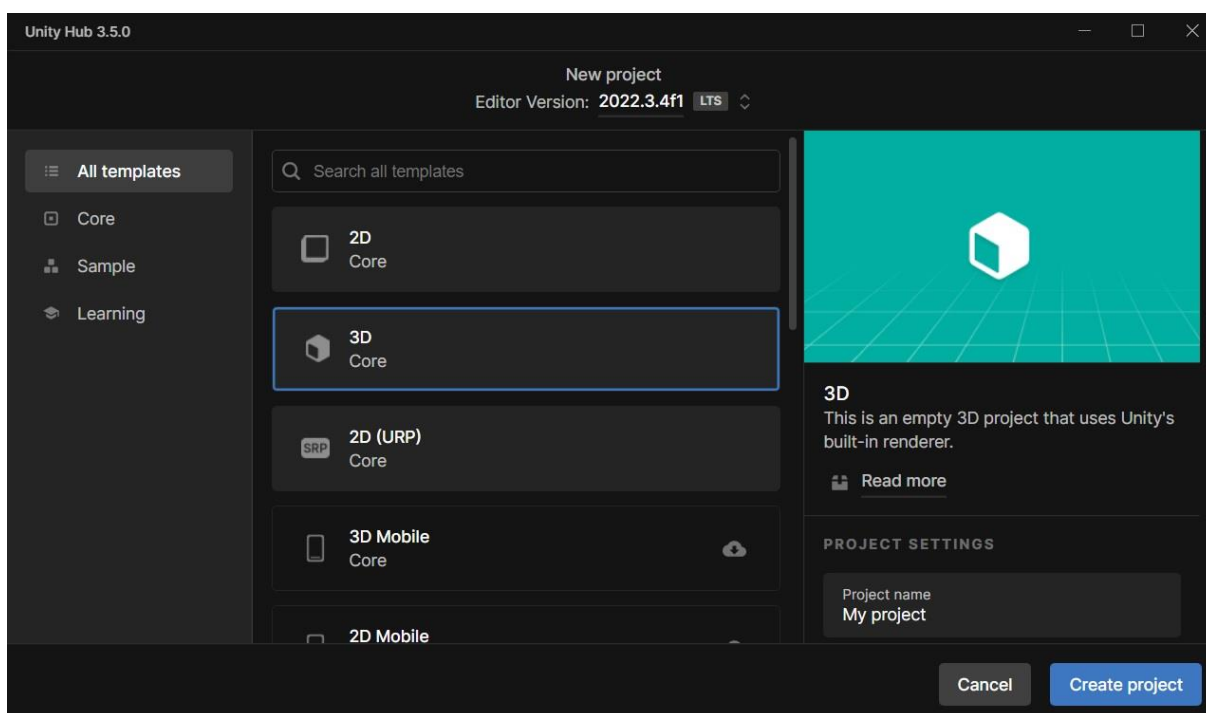 Unity Hub 3.5.0
New project
Editor Version: 2022.3.4f1 LTS
All templates
Core
Sample
Learning
Search all templates
2D
Core
3D
Core
2D (URP)
SRP
Core
3D Mobile
Core
2D Mobile
3D
This is an empty 3D project that uses Unity's
built-in renderer.
Read more
PROJECT SETTINGS
Project name
My project
Cancel
Create project